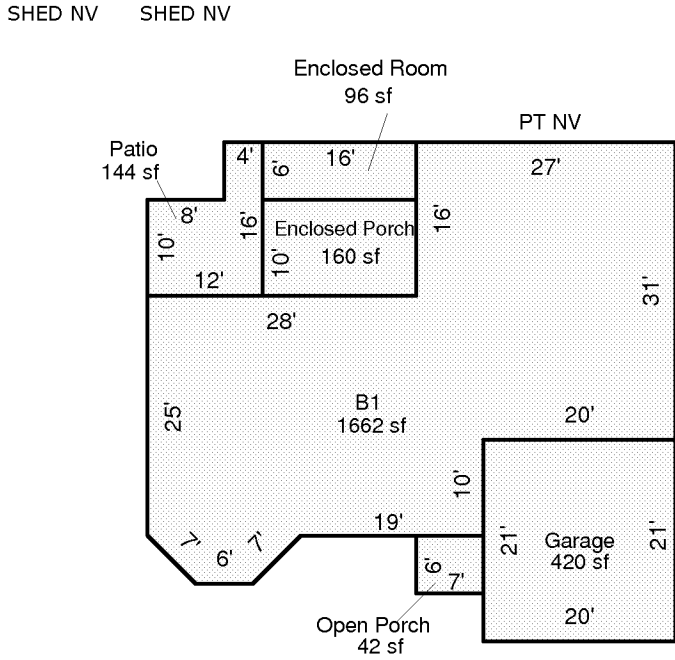 SHED NV SHED NV
Enclosed Room
96 sf
PT NV
Patio
144 sf
4'
6'
16'
27'
8'
16'
16'
10'
Enclosed Porch
160 sf
10'
12'
31'
28'
25'
B1
1662 sf
20'
10'
19'
7'
6'
7'
21'
Garage
420 sf
21'
6'
7'
20'
Open Porch
42 sf